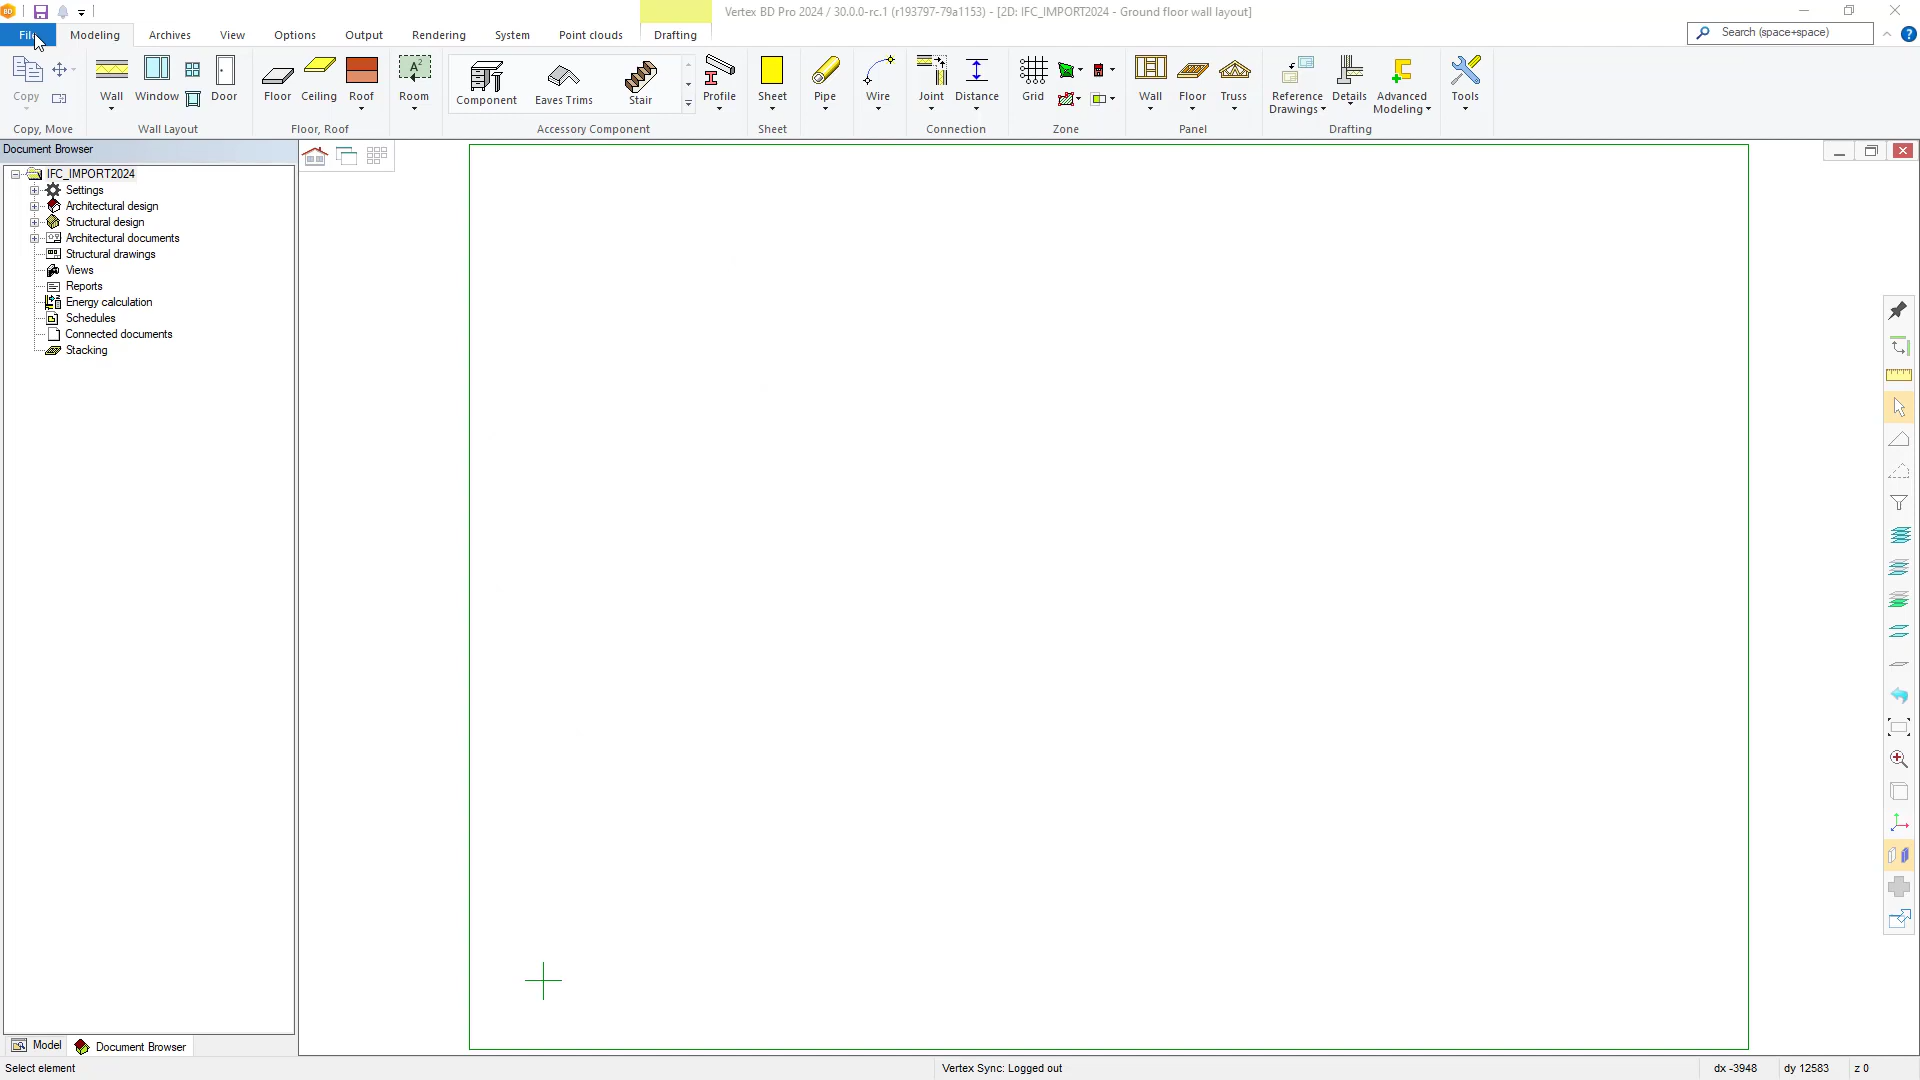 BD
Vertex BD Pro 2024 / 30.0.0-rc.1 (r193797-79a1153) - [2D: IFC_IMPORT2024 - Ground floor wall layout]
File Modeling Archives View Options Output Rendering System Point clouds Drafting
Search (space+space)
?
Copy Wall Window Door Floor Ceiling Roof Room Component Eaves Trims Stair Profile Sheet Pipe Wire Joint Distance Grid Wall Floor Truss Reference Drawings Details Advanced Modeling Tools
Copy, Move Wall Layout Floor, Roof Accessory Component Sheet Connection Zone Panel Drafting
Document Browser
IFC_IMPORT2024
Settings
Architectural design
Structural design
Architectural documents
Structural drawings
Views
Reports
Energy calculation
Schedules
Connected documents
Stacking
Model Document Browser
Select element Vertex Sync: Logged out dx -3948 dy 12583 z 0